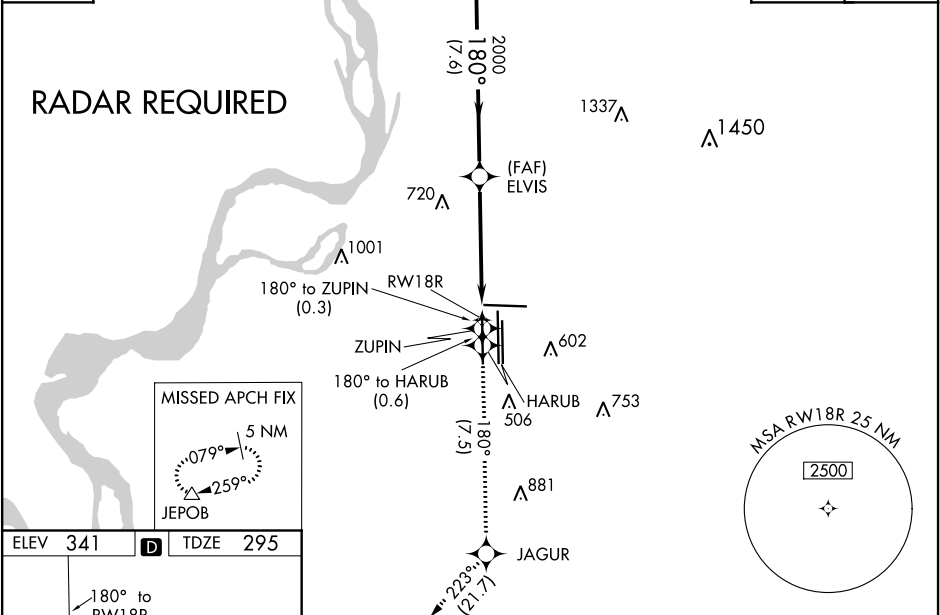 2000
180°
(7.6)
RADAR REQUIRED
1337
1450
(FAF)
ELVIS
720
1001
180° to ZUPIN
(0.3)
RW18R
ZUPIN
602
180° to HARUB
(0.6)
HARUB
506
753
180°
(7.5)
MISSED APCH FIX
5 NM
079°
259°
JEPOB
MSA RW18R 25 NM
2500
881
ELEV 341
D
TDZE 295
JAGUR
223°
(21.7)
180° to
RW18R